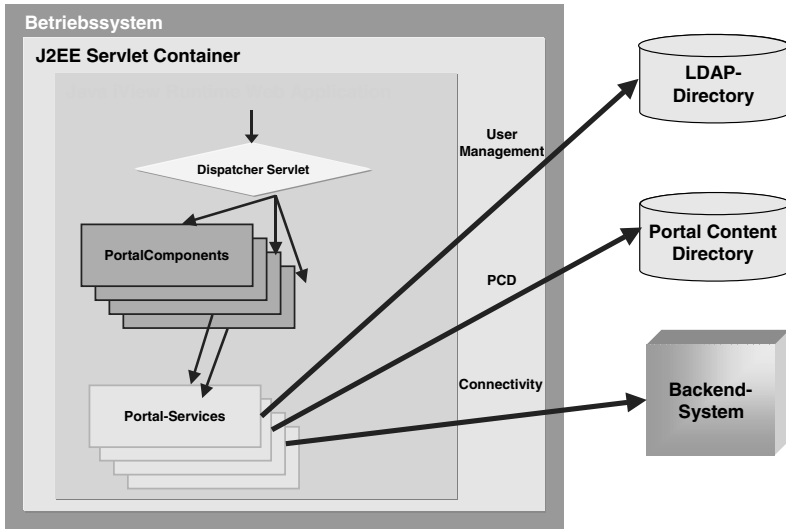 Betriebssystem
J2EE Servlet Container
Dispatcher Servlet
PortalComponents
Portal-Services
User
Management
PCD
Connectivity
LDAP-
Directory
Portal Content
Directory
Backend-
System